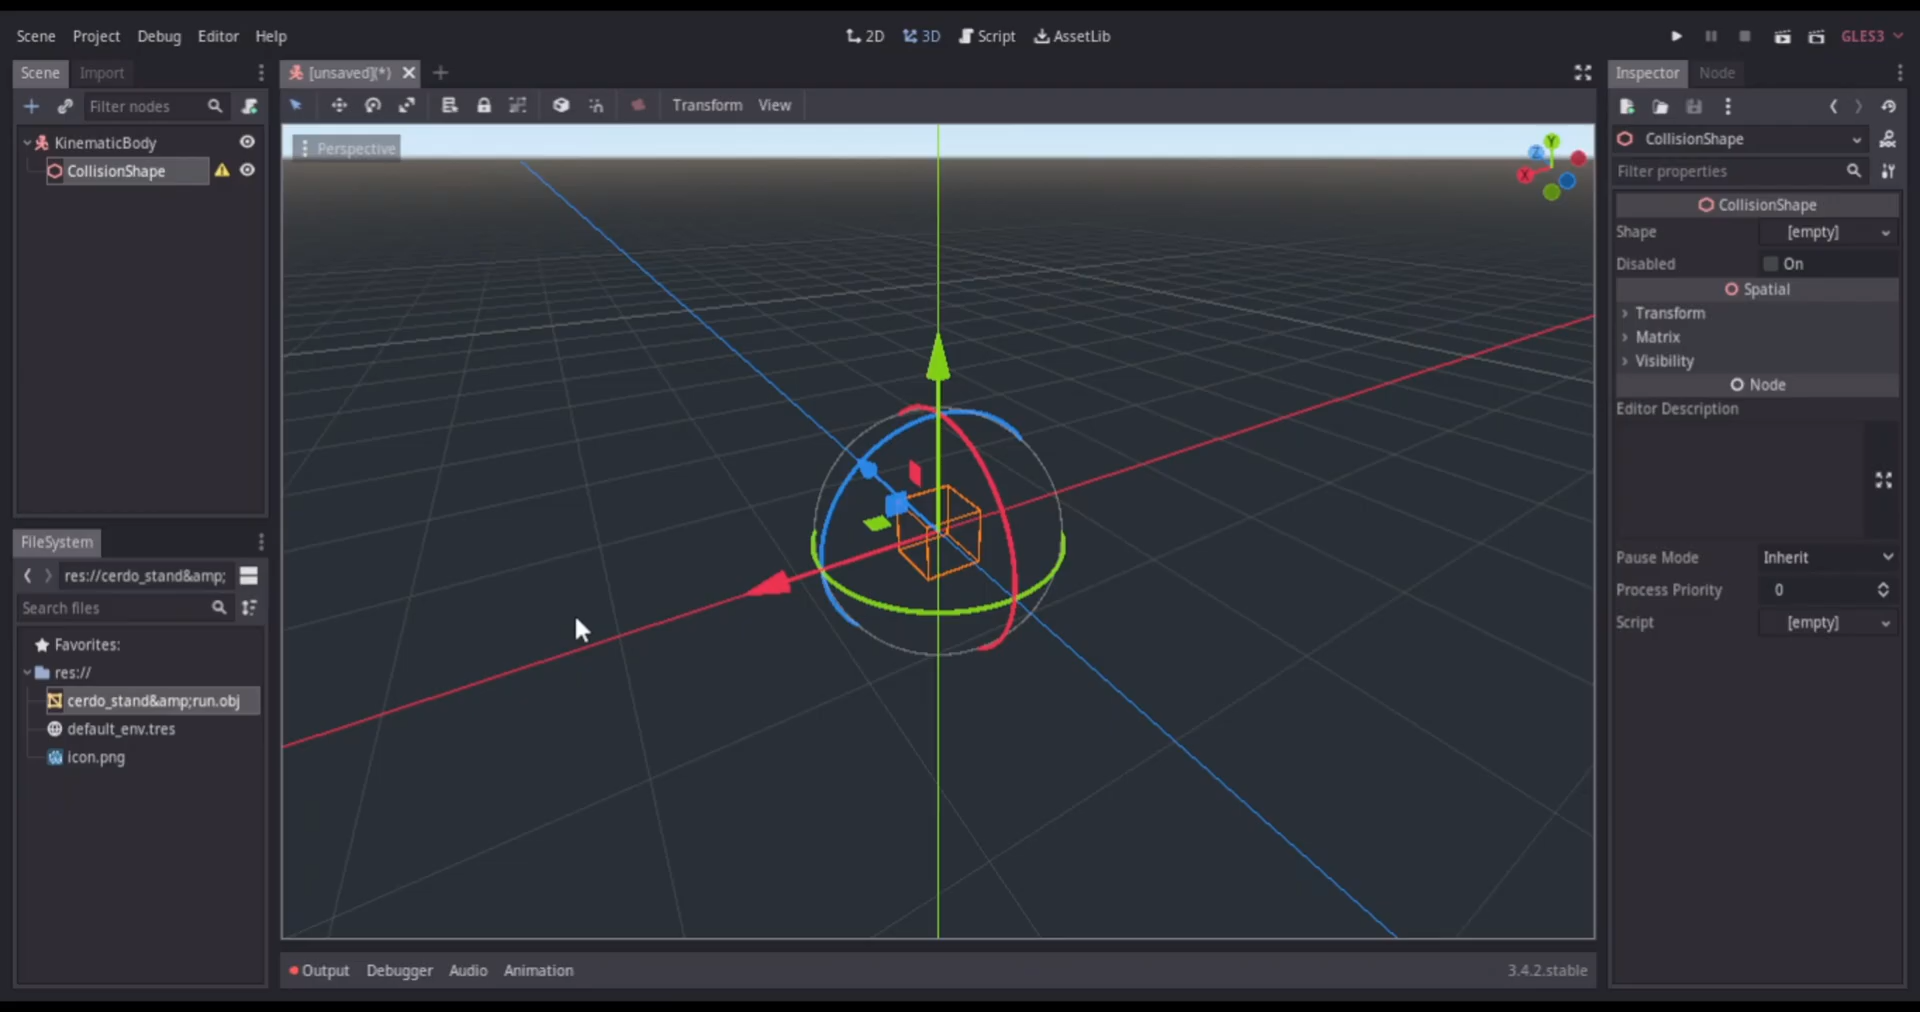 Scene Project Debug Editor Help
2D 3D Script AssetLib
GLES3
Scene Import
Filter nodes
KinematicBody
CollisionShape
FileSystem
res://cerdo_stand&amp;
Search files
Favorites:
res://
cerdo_stand&amp;run.obj
default_env.tres
icon.png
[unsaved](*)
Transform View
Perspective
Y
Z
X
Output Debugger Audio Animation
3.4.2.stable
Inspector Node
CollisionShape
Filter properties
CollisionShape
Shape [empty]
Disabled On
Spatial
Transform
Matrix
Visibility
Node
Editor Description
Pause Mode Inherit
Process Priority 0
Script [empty]